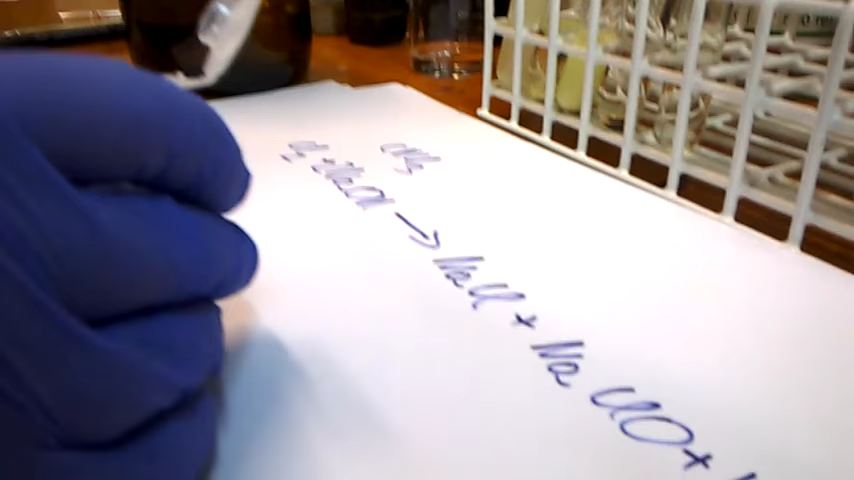 Cl₂ + 2NaOH → NaCl + NaClO +